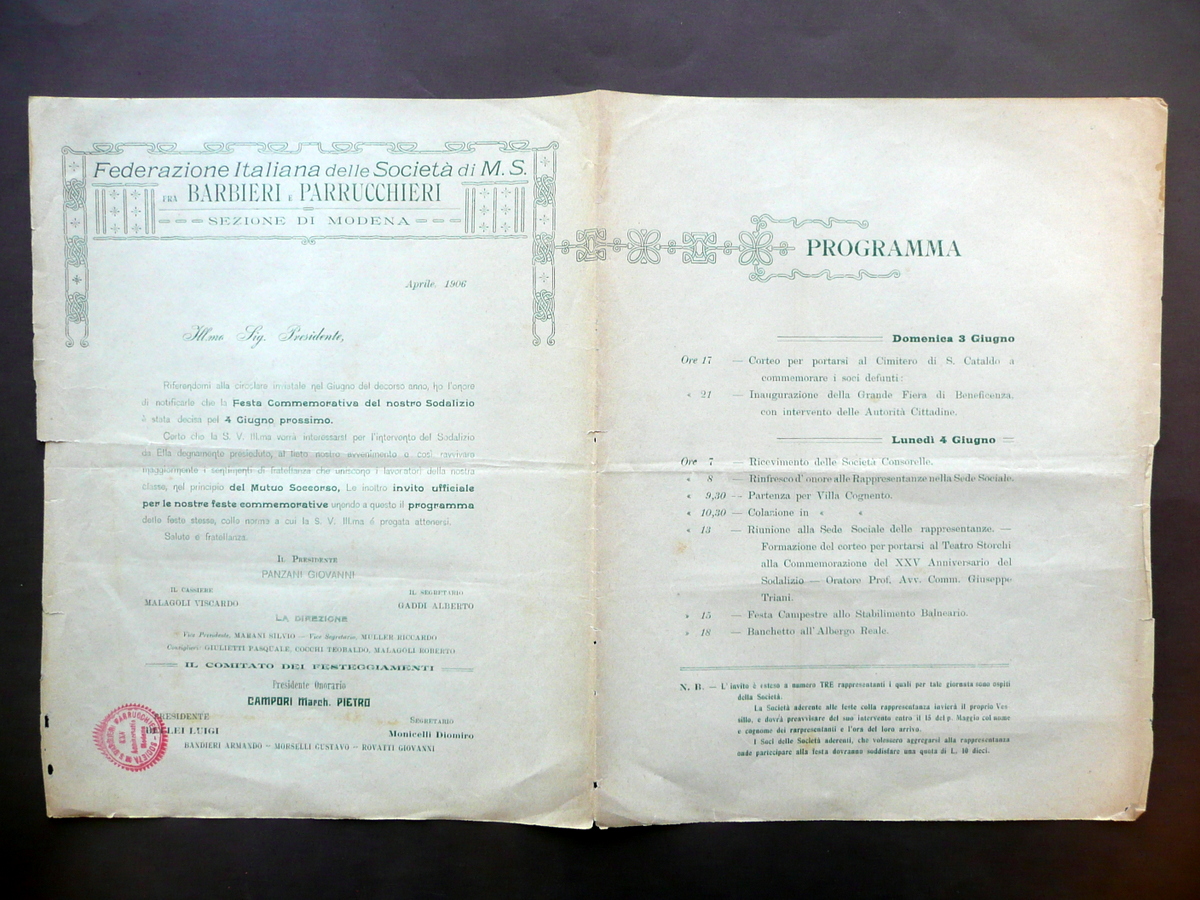 Federazione Italiana delle Società di M. S.
FRA BARBIERI E PARRUCCHIERI
SEZIONE DI MODENA
Aprile. 1906
Ill.mo Sig. Presidente,
Riferendomi alla circolare inviatale nel Giugno del decorso anno, ho l'onore
di notificarle che la Festa Commemorativa del nostro Sodalizio
è stata decisa pel 4 Giugno prossimo.
Certo che la S. V. Ill.ma vorrà interessarsi per l'intervento del Sodalizio
da Ella degnamente presieduto, al lieto nostro avvenimento e così ravvivare
maggiormente i sentimenti di fratellanza che uniscono i lavoratori della nostra
classe, nel principio del Mutuo Soccorso, Le inoltro invito ufficiale
per le nostre feste commemorative unendo a questo il programma
delle feste stesse, colle norme a cui la S. V. Ill.ma è pregata attenersi.
Saluto e fratellanza.
IL PRESIDENTE
PANZANI GIOVANNI
IL CASSIERE
MALAGOLI VISCARDO
IL SEGRETARIO
GADDI ALBERTO
LA DIREZIONE
Vice Presidente, MARANI SILVIO — Vice Segretario, MULLER RICCARDO
Consiglieri: GIULIETTI PASQUALE, COCCHI TEOBALDO, MALAGOLI ROBERTO
IL COMITATO DEI FESTEGGIAMENTI
Presidente Onorario
CAMPORI March. PIETRO
PRESIDENTE
LUIGI
SEGRETARIO
Monicelli Diomiro
BANDIERI ARMANDO — MORSELLI GUSTAVO — ROVATTI GIOVANNI
PROGRAMMA
Domenica 3 Giugno
Ore 17 — Corteo per portarsi al Cimitero di S. Cataldo a
commemorare i soci defunti:
« 21 — Inaugurazione della Grande Fiera di Beneficenza.
con intervento delle Autorità Cittadine.
Lunedì 4 Giugno
Ore 7 — Ricevimento delle Società Consorelle.
« 8 — Rinfresco d'onore alle Rappresentanze nella Sede Sociale.
« 9,30 — Partenza per Villa Cognento.
« 10,30 — Colazione in « «
« 13 — Riunione alla Sede Sociale delle rappresentanze. —
Formazione del corteo per portarsi al Teatro Storchi
alla Commemorazione del XXV Anniversario del
Sodalizio — Oratore Prof. Avv. Comm. Giuseppe
Triani.
» 15 — Festa Campestre allo Stabilimento Balneario.
» 18 — Banchetto all'Albergo Reale.
N. B. — L'invito è esteso a numero TRE rappresentanti i quali per tale giornata sono ospiti
della Società.
La Società aderente alle feste colla rappresentanza invierà il proprio Ves
sillo, e dovrà preavvisare del suo intervento entro il 15 del p. Maggio col nome
e cognome dei rarpresentanti e l'ora del loro arrivo.
I Soci delle Società aderenti, che volessero aggregarsi alla rappresentanza
onde partecipare alla festa dovranno soddisfare una quota di L. 10 dieci.